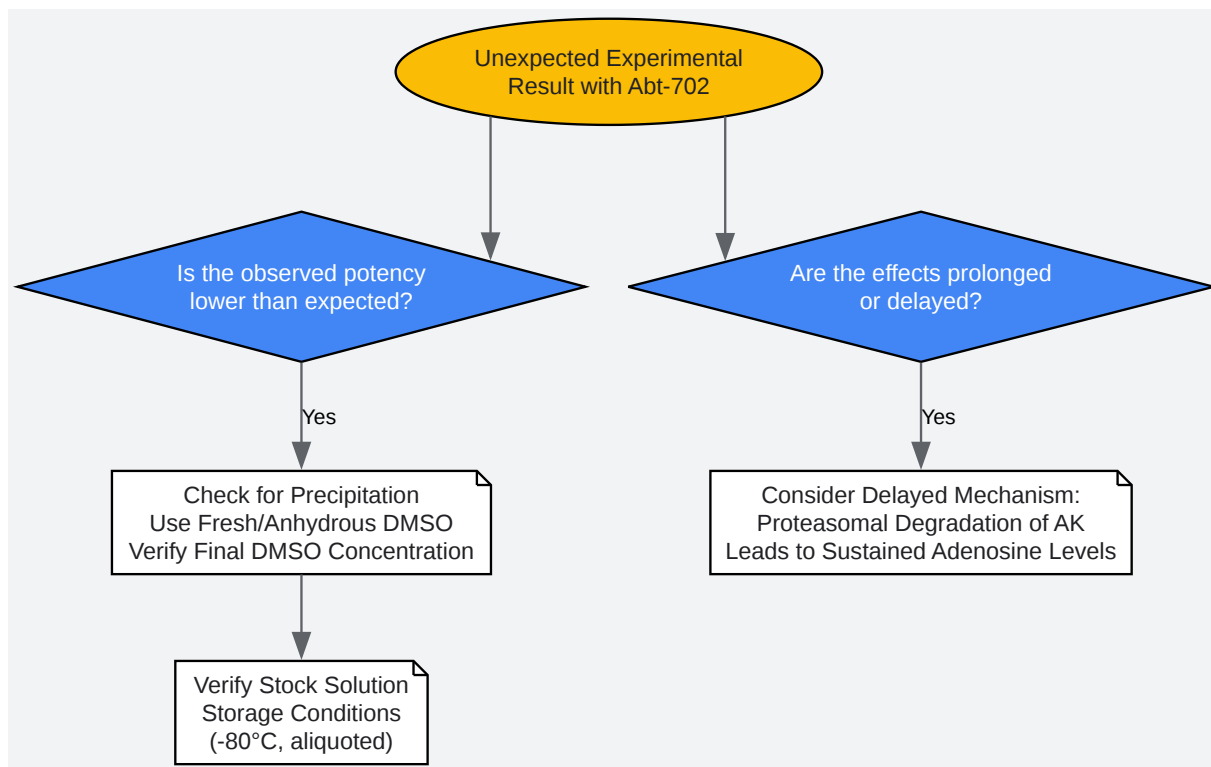 Unexpected Experimental
Result with Abt-702
Is the observed potency
lower than expected?
Are the effects prolonged
or delayed?
Yes
Yes
Check for Precipitation
Use Fresh/Anhydrous DMSO
Verify Final DMSO Concentration
Consider Delayed Mechanism:
Proteasomal Degradation of AK
Leads to Sustained Adenosine Levels
Verify Stock Solution
Storage Conditions
(-80°C, aliquoted)